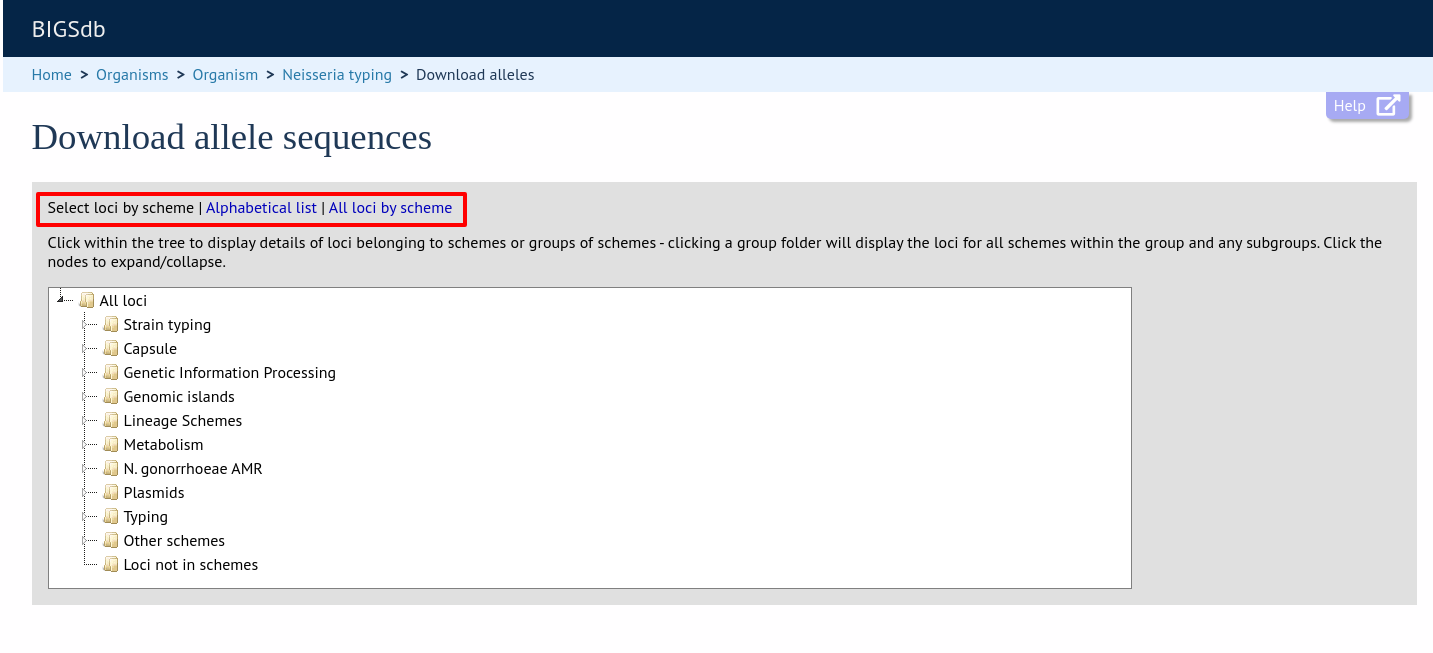 BIGSdb
Home > Organisms > Organism > Neisseria typing > Download alleles
Help
Download allele sequences
Select loci by scheme | Alphabetical list | All loci by scheme
Click within the tree to display details of loci belonging to schemes or groups of schemes - clicking a group folder will display the loci for all schemes within the group and any subgroups. Click the
nodes to expand/collapse.
All loci
Strain typing
Capsule
Genetic Information Processing
Genomic islands
Lineage Schemes
Metabolism
N. gonorrhoeae AMR
Plasmids
Typing
Other schemes
Loci not in schemes